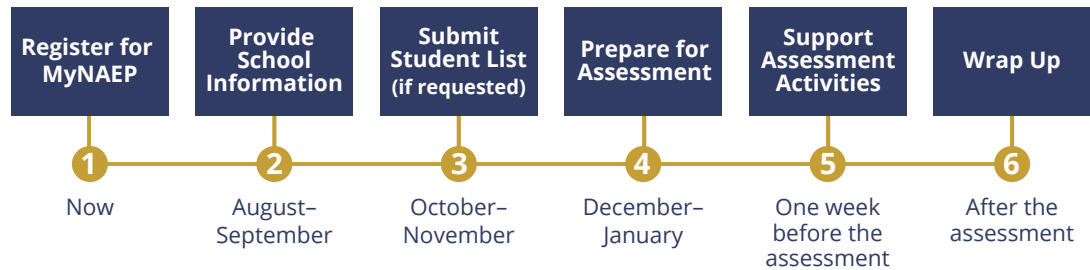 Register for
MyNAEP
Provide
School
Information
Submit
Student List
(if requested)
Prepare for
Assessment
Support
Assessment
Activities
Wrap Up
1
2
3
4
5
6
Now
August–
September
October–
November
December–
January
One week
before the
assessment
After the
assessment